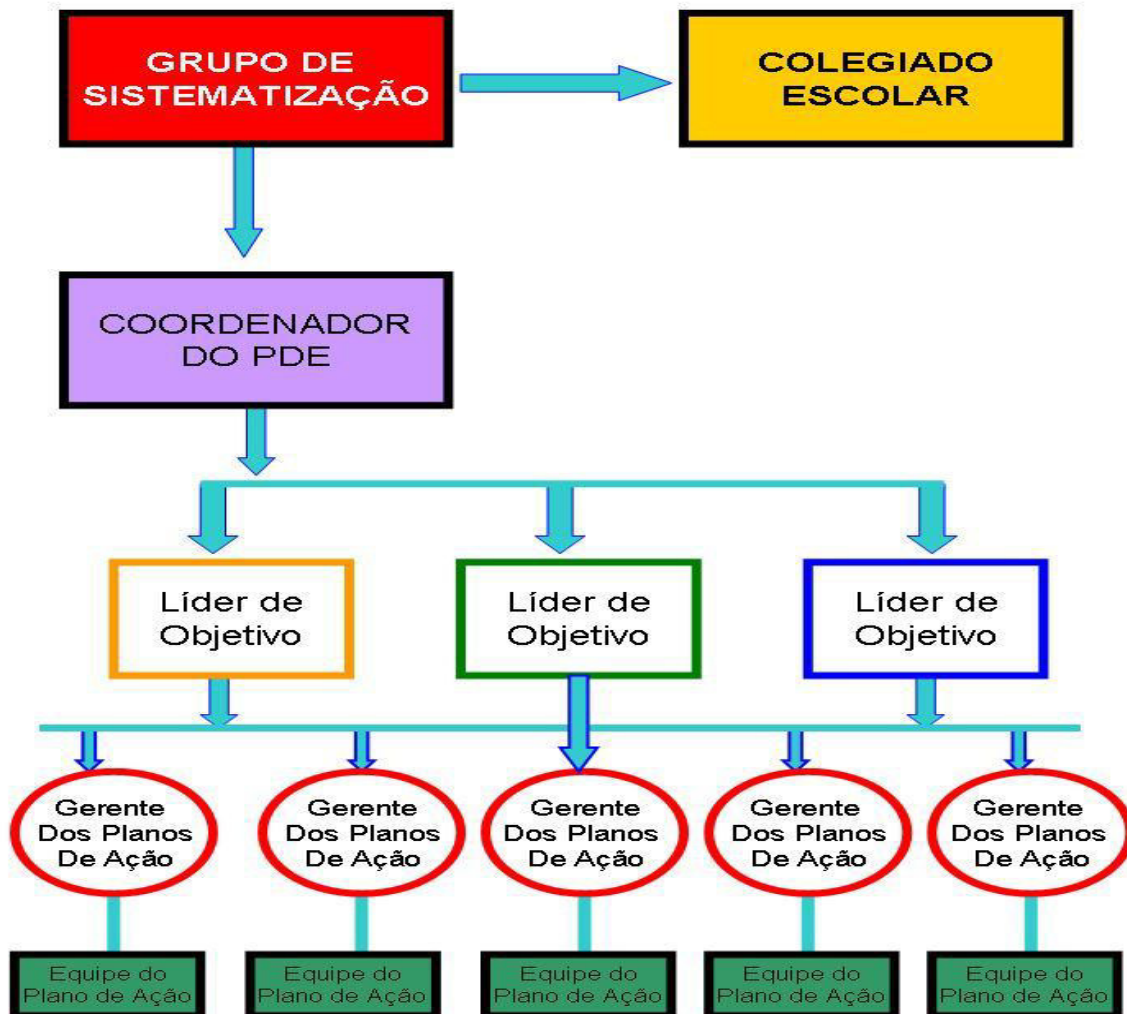 GRUPO DE
SISTEMATIZAÇÃO
COLEGIADO
ESCOLAR
COORDENADOR
DO PDE
Líder de
Objetivo
Líder de
Objetivo
Líder de
Objetivo
Gerente
Dos Planos
De Ação
Gerente
Dos Planos
De Ação
Gerente
Dos Planos
De Ação
Gerente
Dos Planos
De Ação
Gerente
Dos Planos
De Ação
Equipe do
Plano de Ação
Equipe do
Plano de Ação
Equipe do
Plano de Ação
Equipe do
Plano de Ação
Equipe do
Plano de Ação